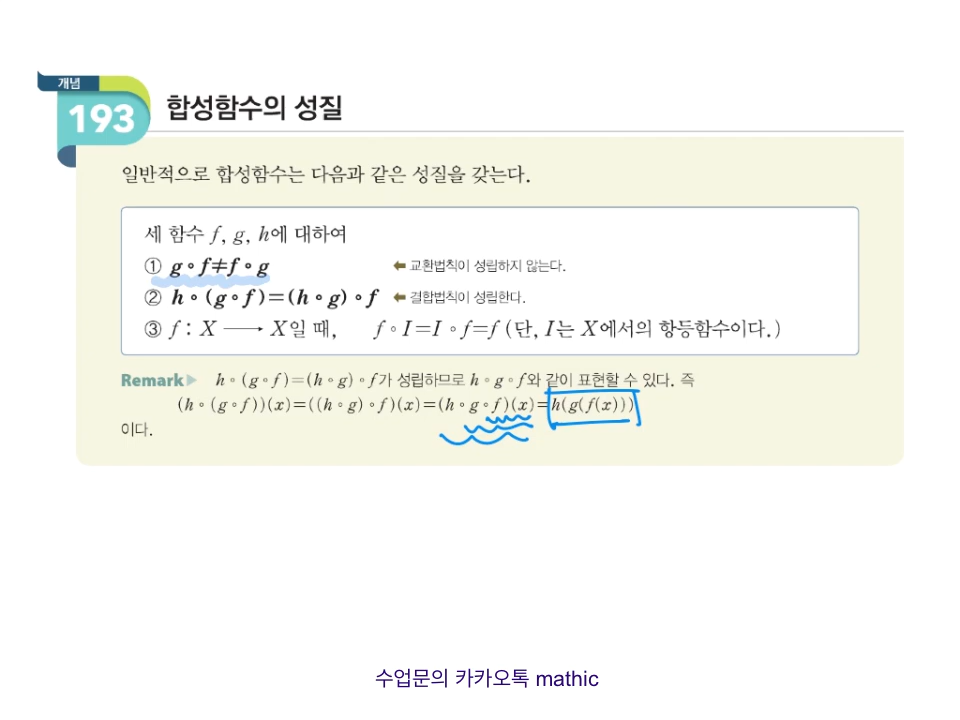 개념
193
합성함수의 성질
일반적으로 합성함수는 다음과 같은 성질을 갖는다.
세 함수 f, g, h에 대하여
① g∘f≠f∘g ⬅ 교환법칙이 성립하지 않는다.
② h∘(g∘f)=(h∘g)∘f ⬅ 결합법칙이 성립한다.
③ f : X ⟶ X일 때, f∘I=I∘f=f (단, I는 X에서의 항등함수이다.)
Remark▶ h∘(g∘f)=(h∘g)∘f가 성립하므로 h∘g∘f와 같이 표현할 수 있다. 즉
(h∘(g∘f))(x)=((h∘g)∘f)(x)=(h∘g∘f)(x)=h(g(f(x)))
이다.
수업문의 카카오톡 mathic